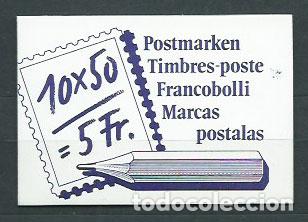 10x50
= 5 Fr.
Postmarken
Timbres-poste
Francobolli
Marcas
postalas
todocoleccion